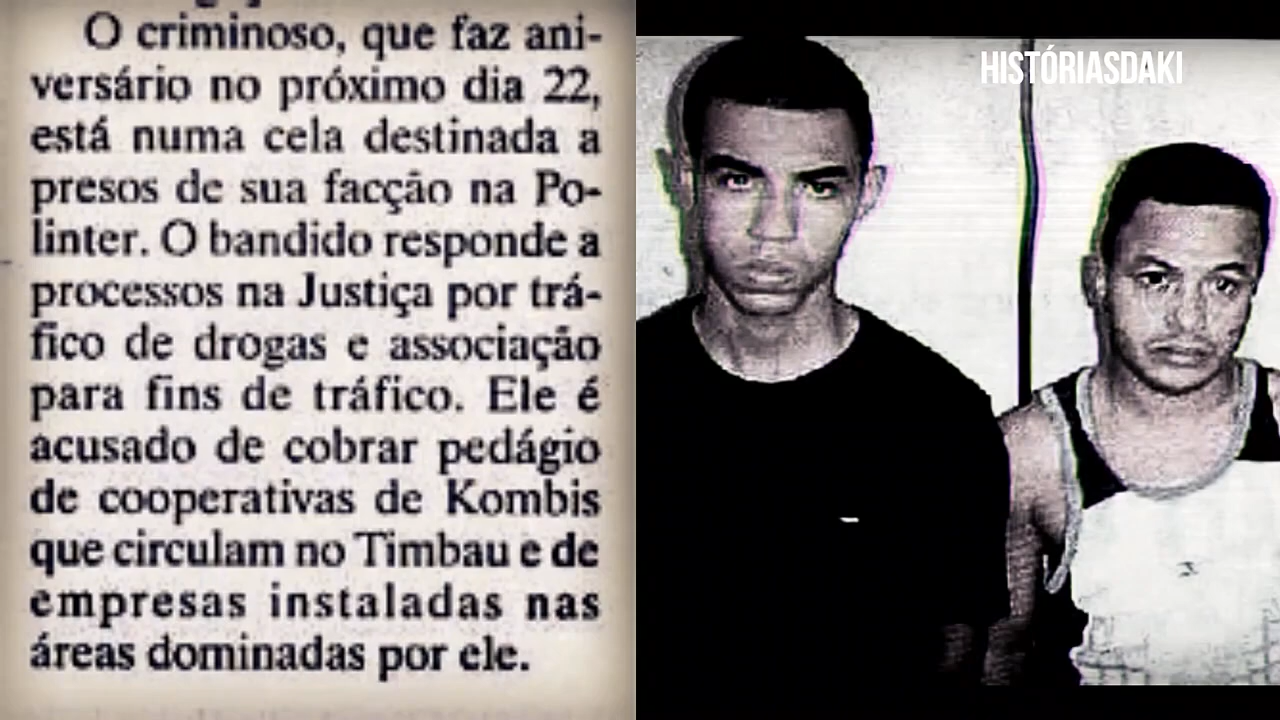 O criminoso, que faz ani-
versário no próximo dia 22,
está numa cela destinada a
presos de sua facção na Po-
linter. O bandido responde a
processos na Justiça por trá-
fico de drogas e associação
para fins de tráfico. Ele é
acusado de cobrar pedágio
de cooperativas de Kombis
que circulam no Timbau e de
empresas instaladas nas
áreas dominadas por ele.
HISTÓRIASDAKI